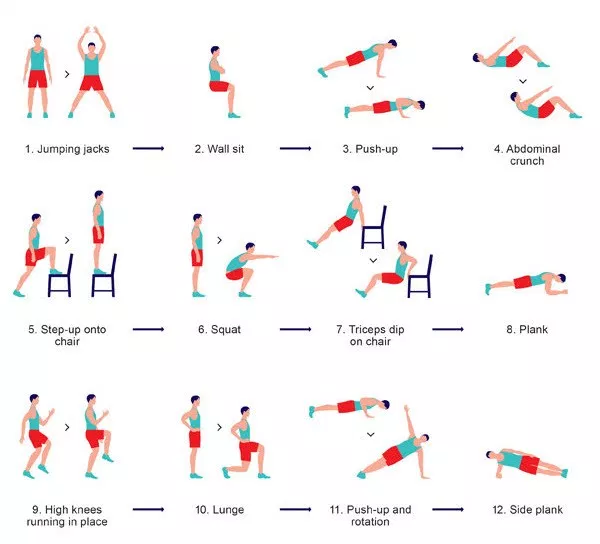 1. Jumping jacks
2. Wall sit
3. Push-up
4. Abdominal
crunch
5. Step-up onto
chair
6. Squat
7. Triceps dip
on chair
8. Plank
9. High knees
running in place
10. Lunge
11. Push-up and
rotation
12. Side plank